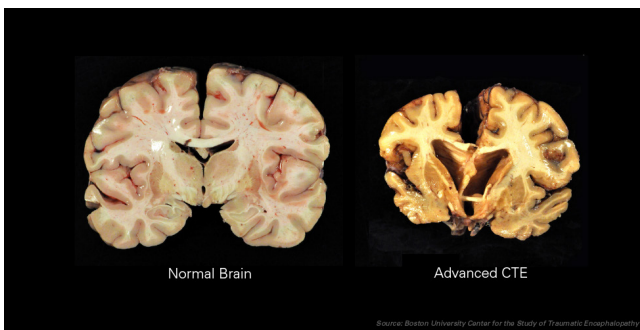 Normal Brain
Advanced CTE
Source: Boston University Center for the Study of Traumatic Encephalopathy